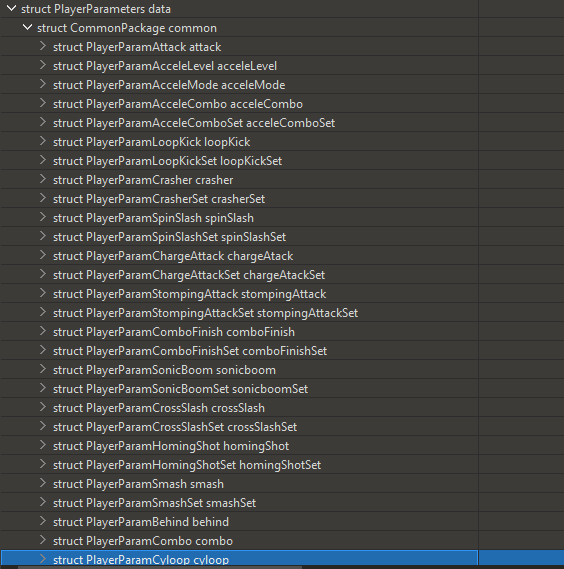 struct PlayerParameters data
struct CommonPackage common
struct PlayerParamAttack attack
struct PlayerParamAcceleLevel acceleLevel
struct PlayerParamAcceleMode acceleMode
struct PlayerParamAcceleCombo acceleCombo
struct PlayerParamAcceleComboSet acceleComboSet
struct PlayerParamLoopKick loopKick
struct PlayerParamLoopKickSet loopKickSet
struct PlayerParamCrasher crasher
struct PlayerParamCrasherSet crasherSet
struct PlayerParamSpinSlash spinSlash
struct PlayerParamSpinSlashSet spinSlashSet
struct PlayerParamChargeAttack chargeAtack
struct PlayerParamChargeAttackSet chargeAtackSet
struct PlayerParamStompingAttack stompingAttack
struct PlayerParamStompingAttackSet stompingAttackSet
struct PlayerParamComboFinish comboFinish
struct PlayerParamComboFinishSet comboFinishSet
struct PlayerParamSonicBoom sonicboom
struct PlayerParamSonicBoomSet sonicboomSet
struct PlayerParamCrossSlash crossSlash
struct PlayerParamCrossSlashSet crossSlashSet
struct PlayerParamHomingShot homingShot
struct PlayerParamHomingShotSet homingShotSet
struct PlayerParamSmash smash
struct PlayerParamSmashSet smashSet
struct PlayerParamBehind behind
struct PlayerParamCombo combo
struct PlayerParamCyloop cyloop